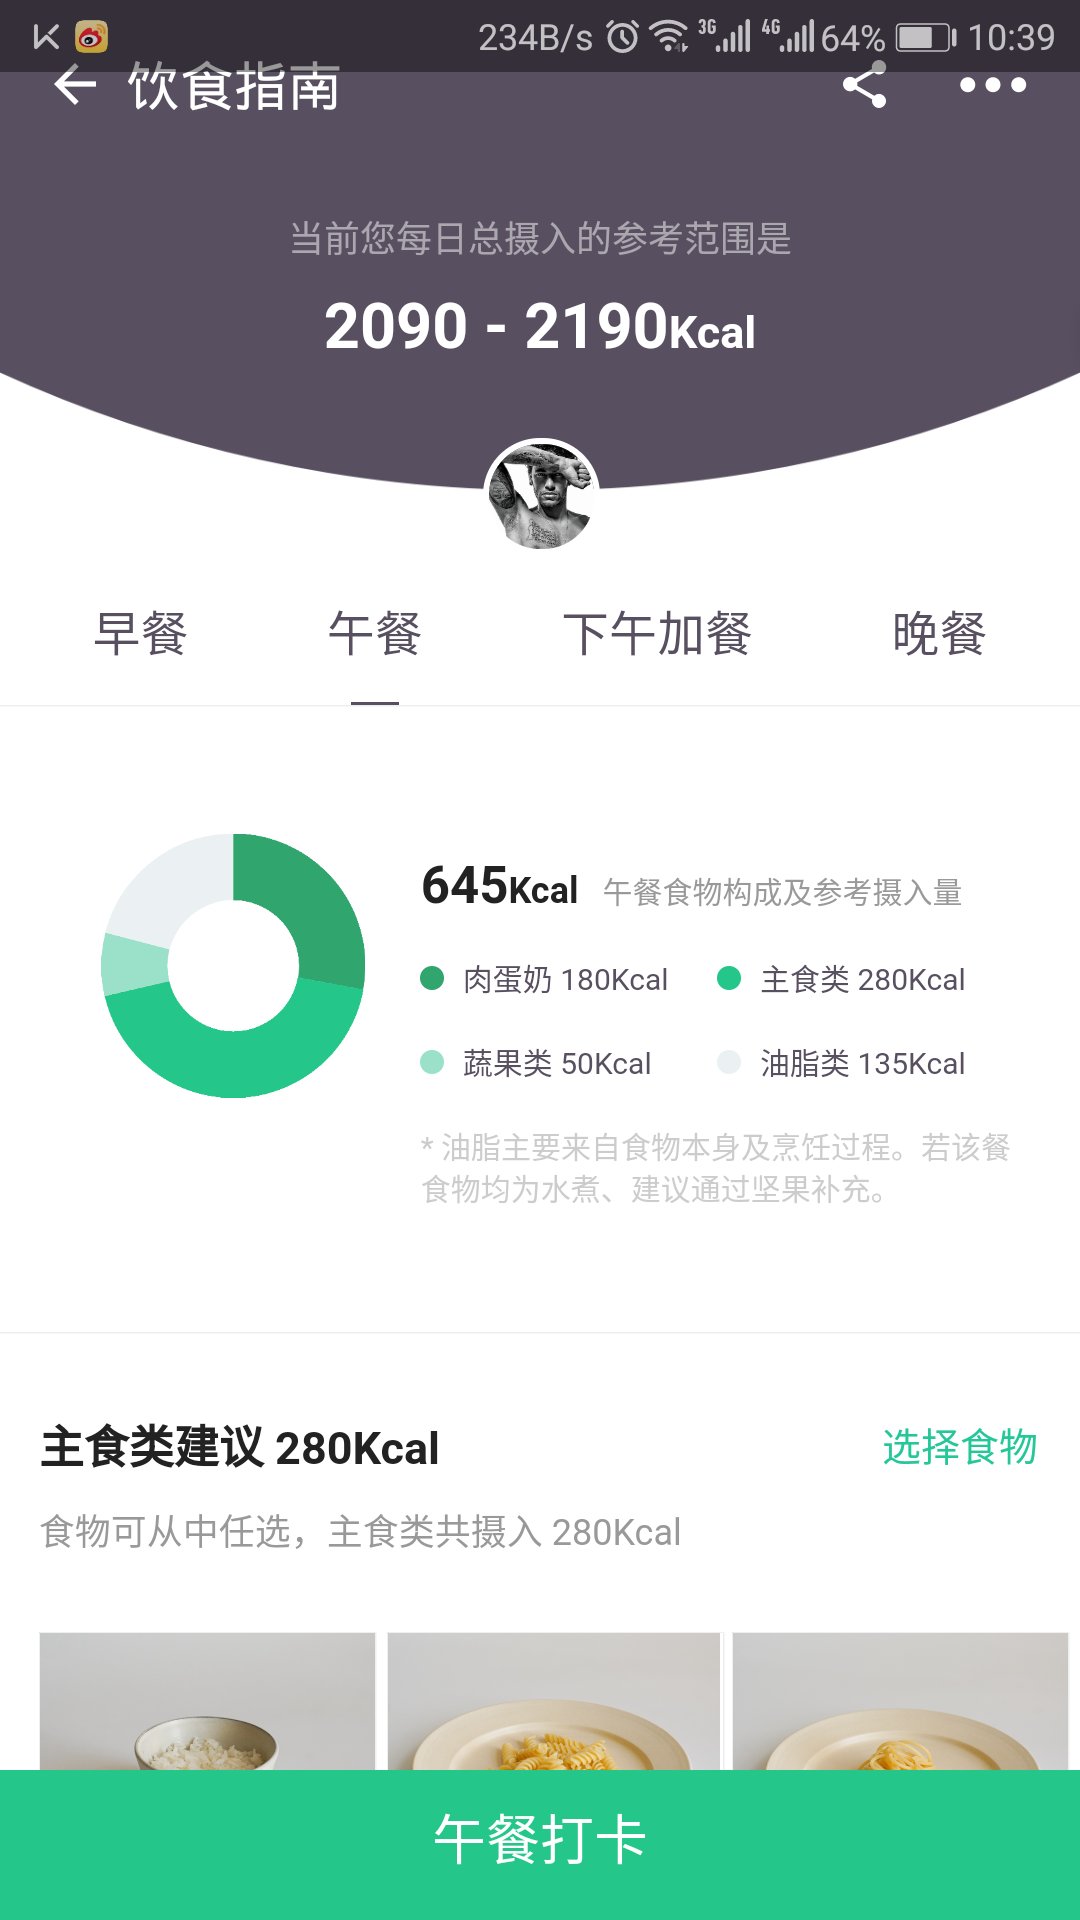 234B/s 3G 4G 64% 10:39
饮食指南
当前您每日总摄入的参考范围是
2090 - 2190Kcal
早餐 午餐 下午加餐 晚餐
645Kcal 午餐食物构成及参考摄入量
肉蛋奶 180Kcal 主食类 280Kcal
蔬果类 50Kcal 油脂类 135Kcal
* 油脂主要来自食物本身及烹饪过程。若该餐
食物均为水煮、建议通过坚果补充。
主食类建议 280Kcal 选择食物
食物可从中任选，主食类共摄入 280Kcal
午餐打卡